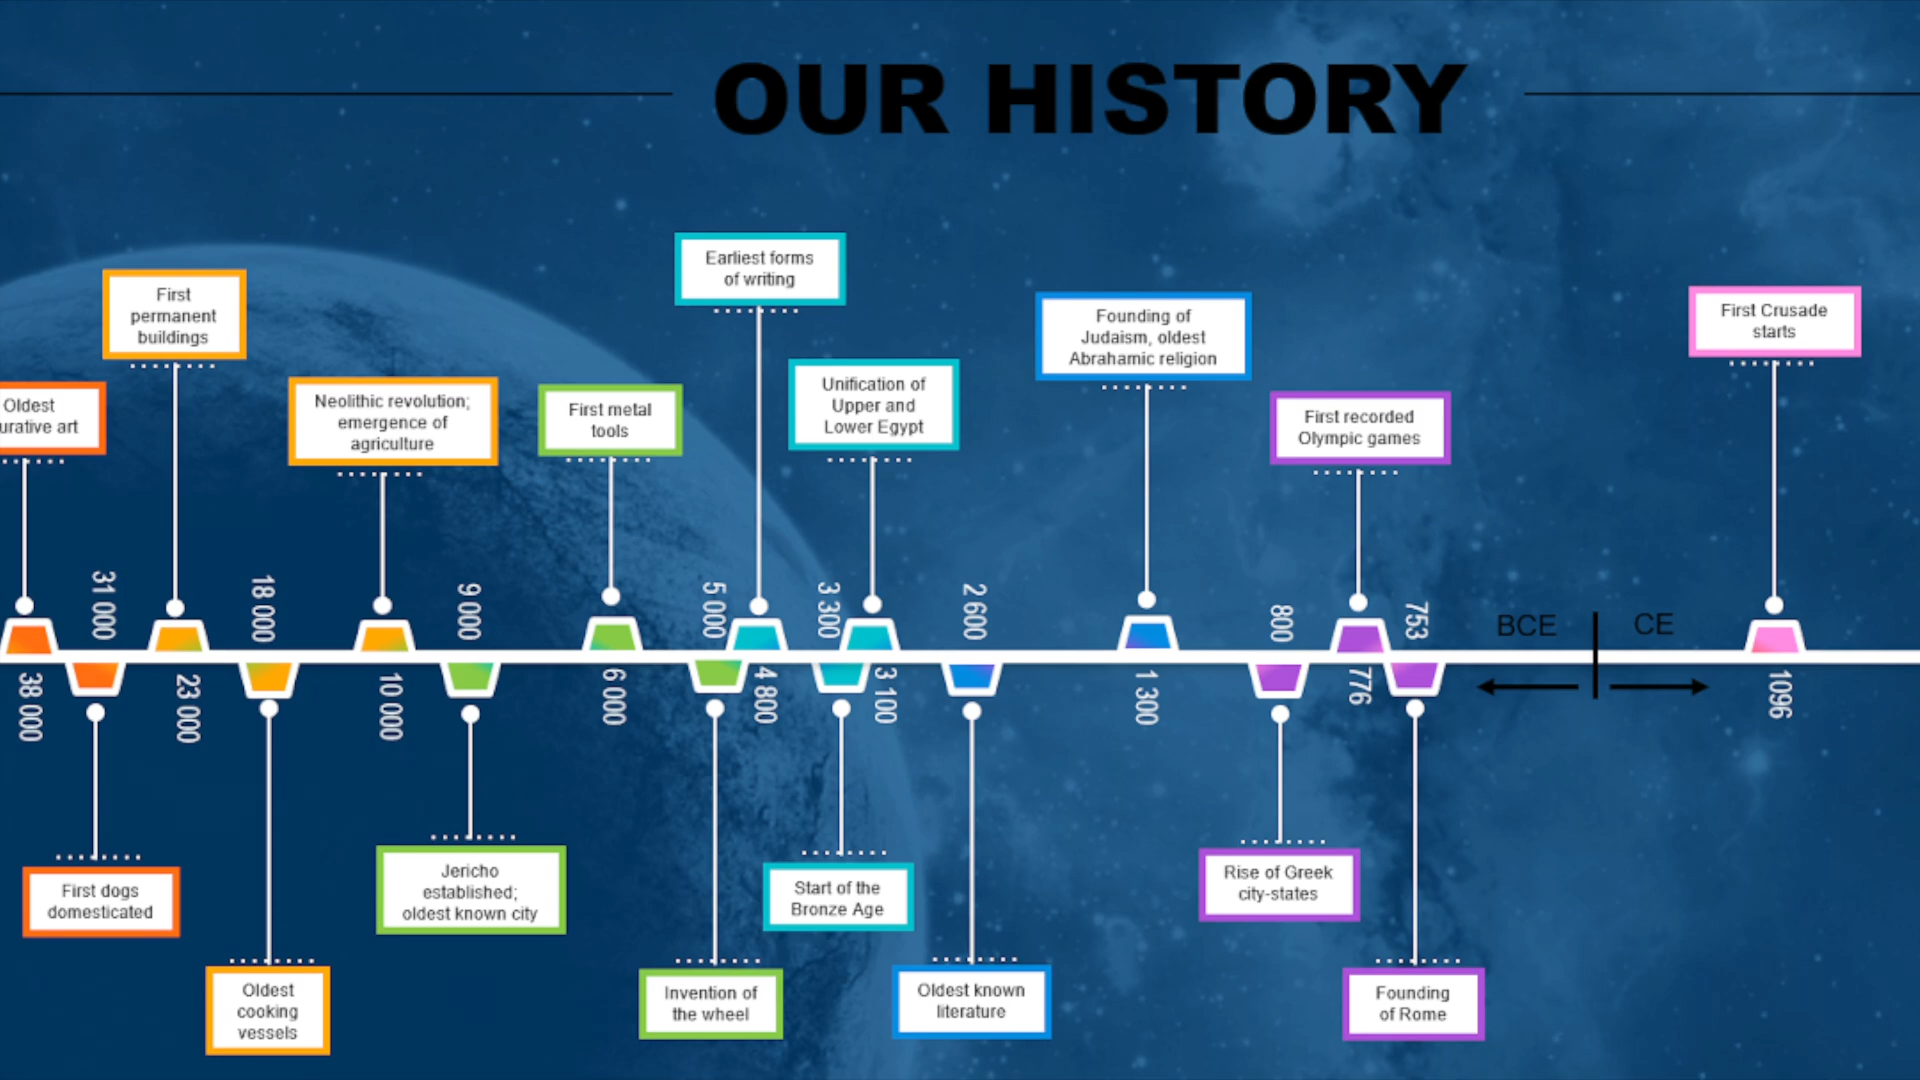 OUR HISTORY
Earliest forms
of writing
First
permanent
buildings
First Crusade
starts
Founding of
Judaism, oldest
Abrahamic religion
Unification of
Upper and
Lower Egypt
Oldest
urative art
Neolithic revolution;
emergence of
agriculture
First metal
tools
First recorded
Olympic games
31 000
18 000
9 000
5 000
3 300
2 600
800
753
BCE
CE
38 000
23 000
10 000
6 000
4 800
3 100
1 300
776
1096
First dogs
domesticated
Jericho
established;
oldest known city
Start of the
Bronze Age
Rise of Greek
city-states
Oldest
cooking
vessels
Invention of
the wheel
Oldest known
literature
Founding
of Rome